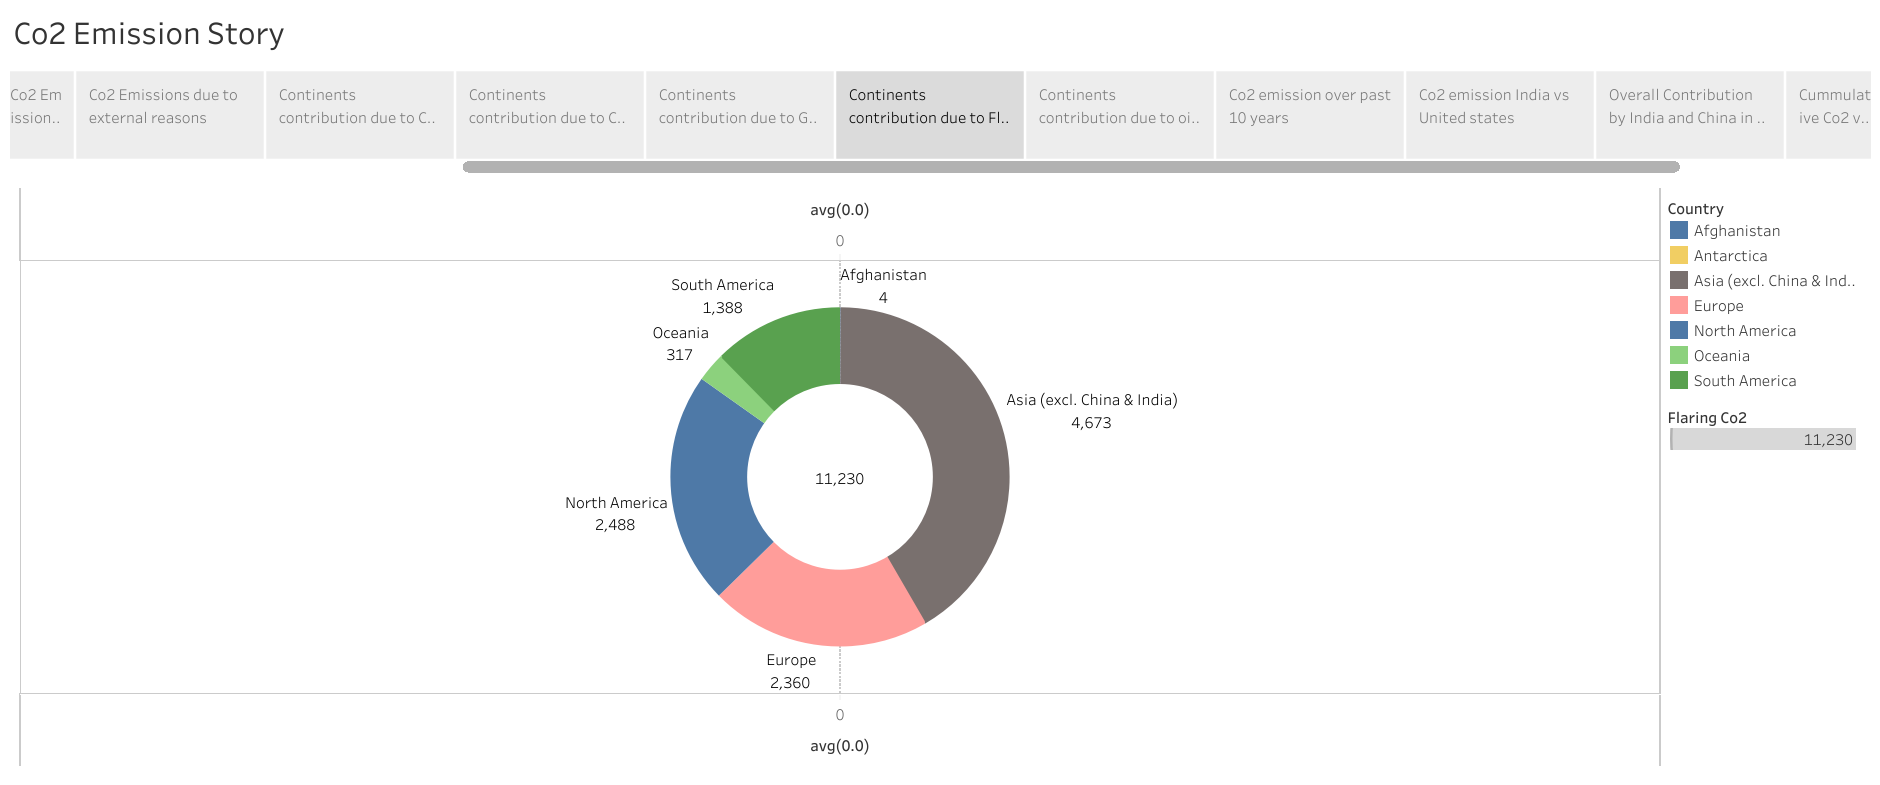 Co2 Emission Story
Co2 Em
ission..
Co2 Emissions due to
external reasons
Continents
contribution due to C..
Continents
contribution due to C..
Continents
contribution due to G..
Continents
contribution due to Fl..
Continents
contribution due to oi..
Co2 emission over past
10 years
Co2 emission India vs
United states
Overall Contribution
by India and China in ..
Cummulat
ive Co2 v..
avg(0.0)
0
Afghanistan
4
South America
1,388
Oceania
317
Asia (excl. China & India)
4,673
11,230
North America
2,488
Europe
2,360
0
avg(0.0)
Country
Afghanistan
Antarctica
Asia (excl. China & Ind..
Europe
North America
Oceania
South America
Flaring Co2
11,230